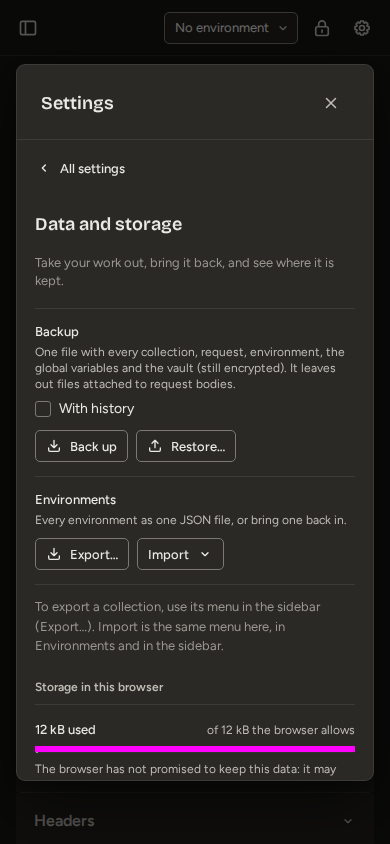 No environment
Settings
All settings
Data and storage
Take your work out, bring it back, and see where it is
kept.
Backup
One file with every collection, request, environment, the
global variables and the vault (still encrypted). It leaves
out files attached to request bodies.
With history
Back up
Restore...
Environments
Every environment as one JSON file, or bring one back in.
Export...
Import
To export a collection, use its menu in the sidebar
(Export...). Import is the same menu here, in
Environments and in the sidebar.
Storage in this browser
12 kB used
of 12 kB the browser allows
The browser has not promised to keep this data: it may
Headers